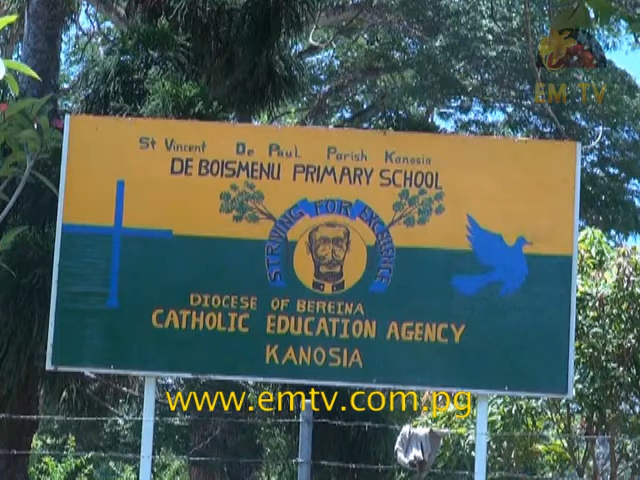 EM TV
St Vincent De Paul Parish Kanosia
DE BOISMENU PRIMARY SCHOOL
STRIVING FOR EXCELLENCE
DIOCESE OF BEREINA
CATHOLIC EDUCATION AGENCY
KANOSIA
www.emtv.com.pg